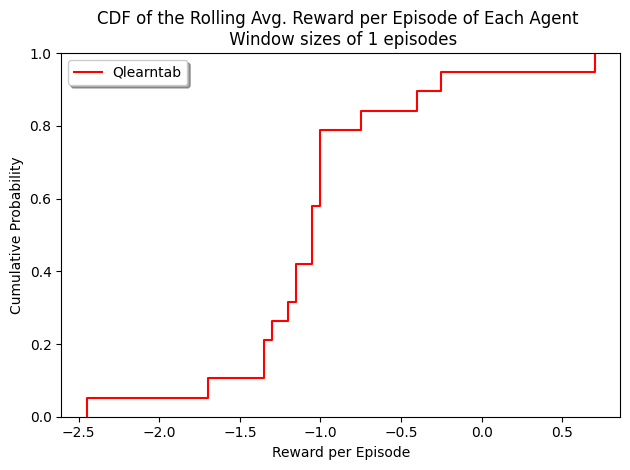 CDF of the Rolling Avg. Reward per Episode of Each Agent
Window sizes of 1 episodes
Qlearntab
Cumulative Probability
1.0
0.8
0.6
0.4
0.2
0.0
−2.5 −2.0 −1.5 −1.0 −0.5 0.0 0.5
Reward per Episode